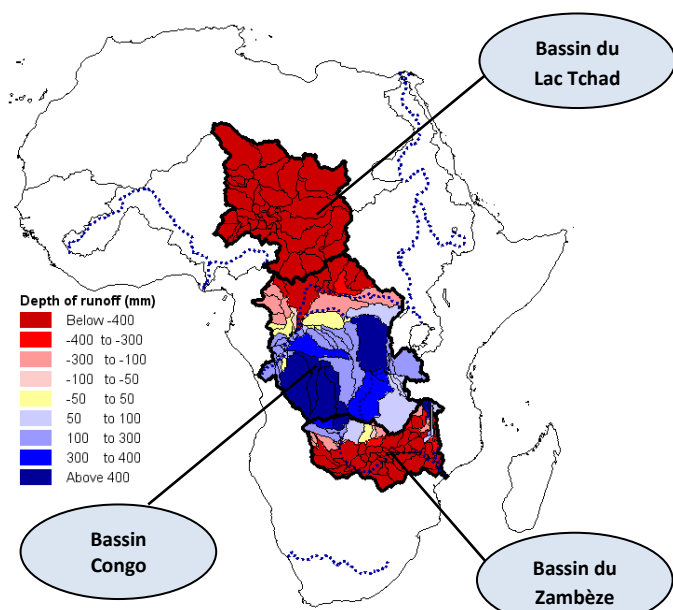 Bassin du
Lac Tchad
Depth of runoff (mm)
Below -400
-400 to -300
-300 to -100
-100 to -50
-50 to 50
50 to 100
100 to 300
300 to 400
Above 400
Bassin
Congo
Bassin du
Zambèze